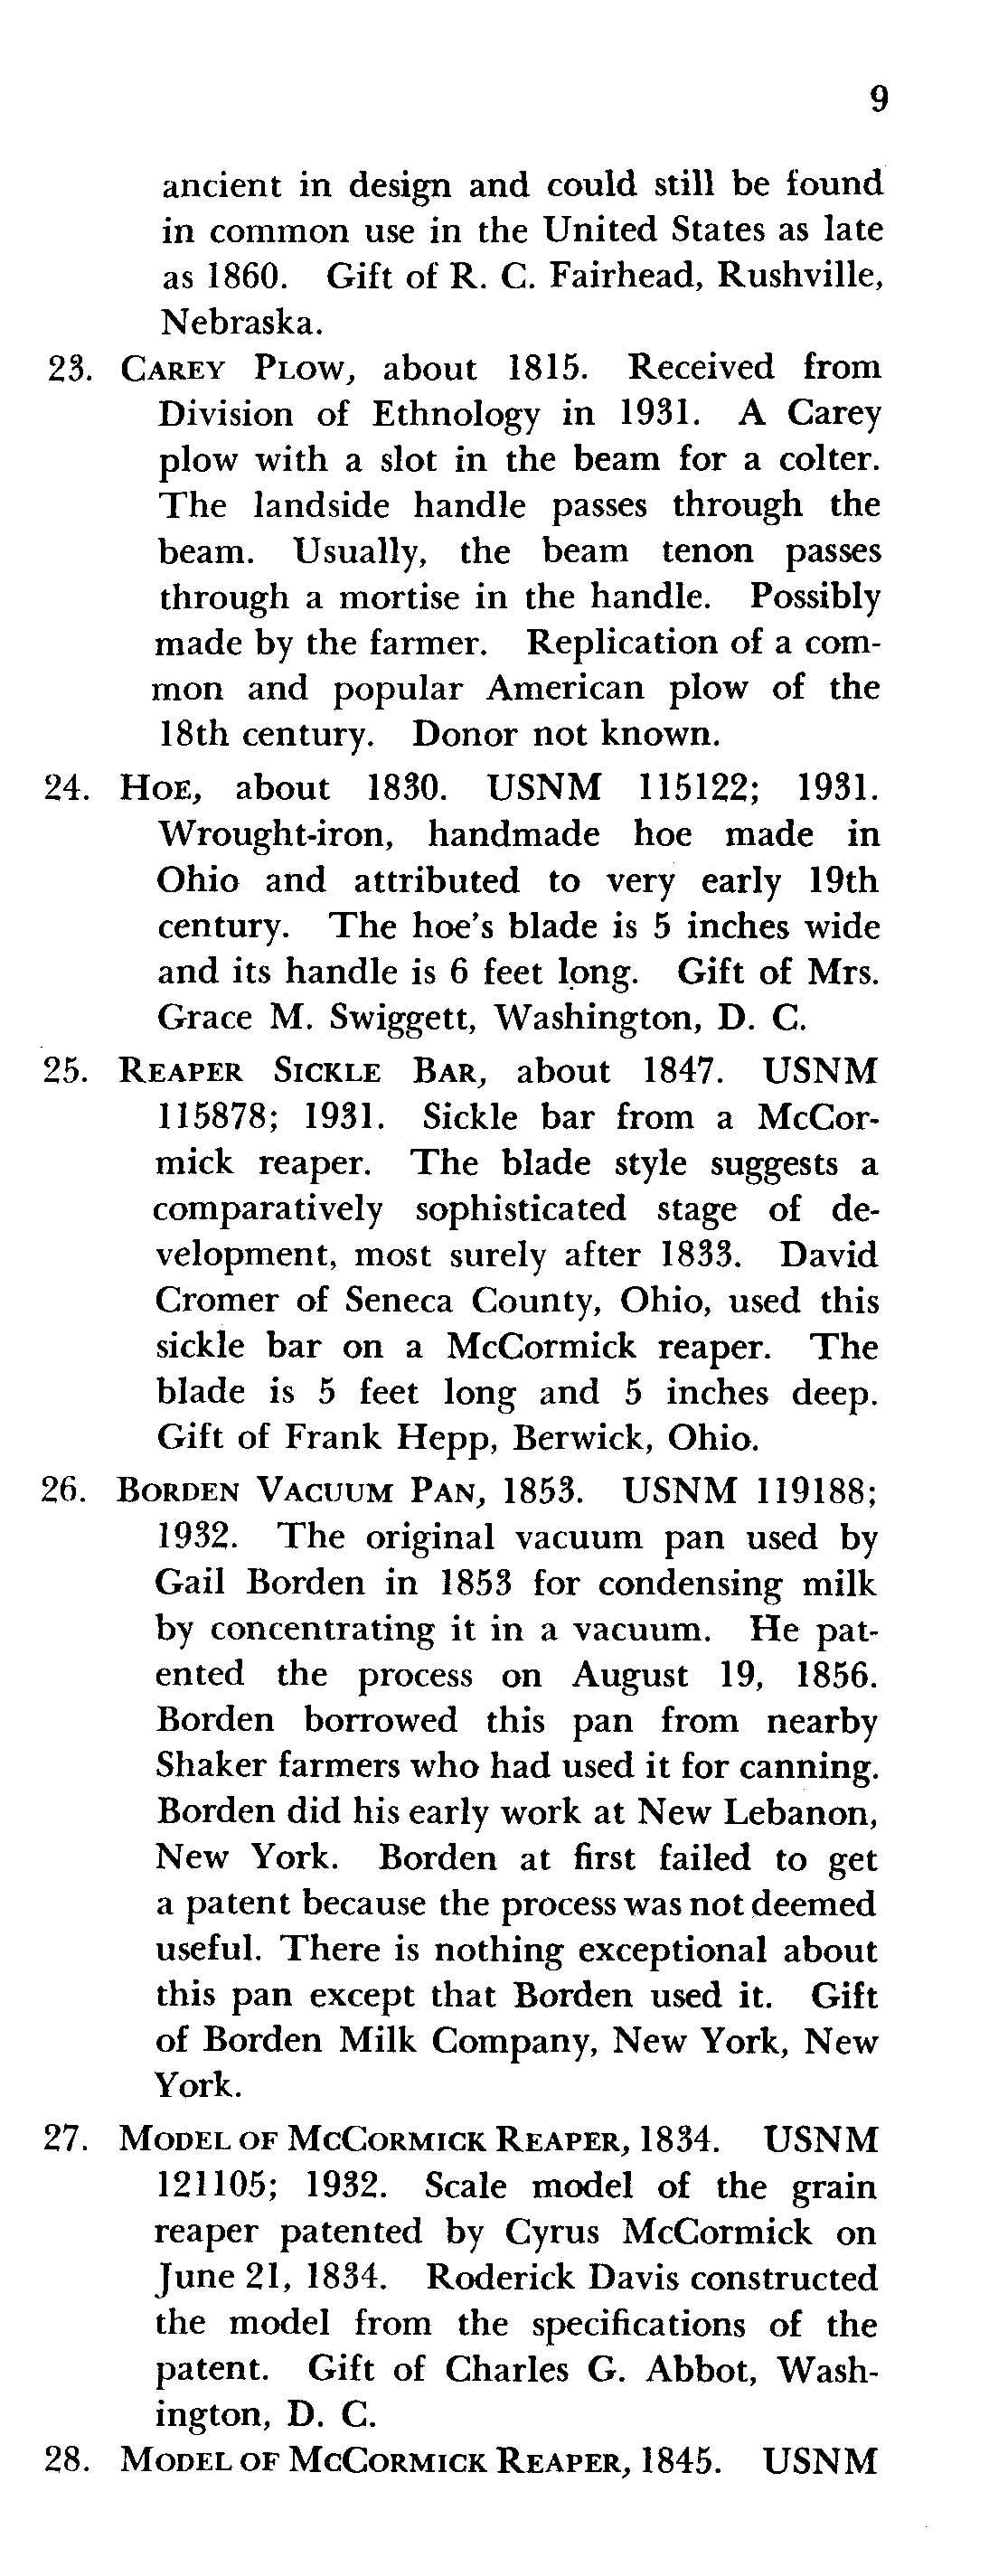 9
ancient in design and could still be found
in common use in the United States as late
as 1860. Gift of R. C. Fairhead, Rushville,
Nebraska.
23. CAREY PLOW, about 1815. Received from
Division of Ethnology in 1931. A Carey
plow with a slot in the beam for a colter.
The landside handle passes through the
beam. Usually, the beam tenon passes
through a mortise in the handle. Possibly
made by the farmer. Replication of a com-
mon and popular American plow of the
18th century. Donor not known.
24. HOE, about 1830. USNM 115122; 1931.
Wrought-iron, handmade hoe made in
Ohio and attributed to very early 19th
century. The hoe's blade is 5 inches wide
and its handle is 6 feet long. Gift of Mrs.
Grace M. Swiggett, Washington, D. C.
25. REAPER SICKLE BAR, about 1847. USNM
115878; 1931. Sickle bar from a McCor-
mick reaper. The blade style suggests a
comparatively sophisticated stage of de-
velopment, most surely after 1833. David
Cromer of Seneca County, Ohio, used this
sickle bar on a McCormick reaper. The
blade is 5 feet long and 5 inches deep.
Gift of Frank Hepp, Berwick, Ohio.
26. BORDEN VACUUM PAN, 1853. USNM 119188;
1932. The original vacuum pan used by
Gail Borden in 1853 for condensing milk
by concentrating it in a vacuum. He pat-
ented the process on August 19, 1856.
Borden borrowed this pan from nearby
Shaker farmers who had used it for canning.
Borden did his early work at New Lebanon,
New York. Borden at first failed to get
a patent because the process was not deemed
useful. There is nothing exceptional about
this pan except that Borden used it. Gift
of Borden Milk Company, New York, New
York.
27. MODEL OF MCCORMICK REAPER, 1834. USNM
121105; 1932. Scale model of the grain
reaper patented by Cyrus McCormick on
June 21, 1834. Roderick Davis constructed
the model from the specifications of the
patent. Gift of Charles G. Abbot, Wash-
ington, D. C.
28. MODEL OF MCCORMICK REAPER, 1845. USNM